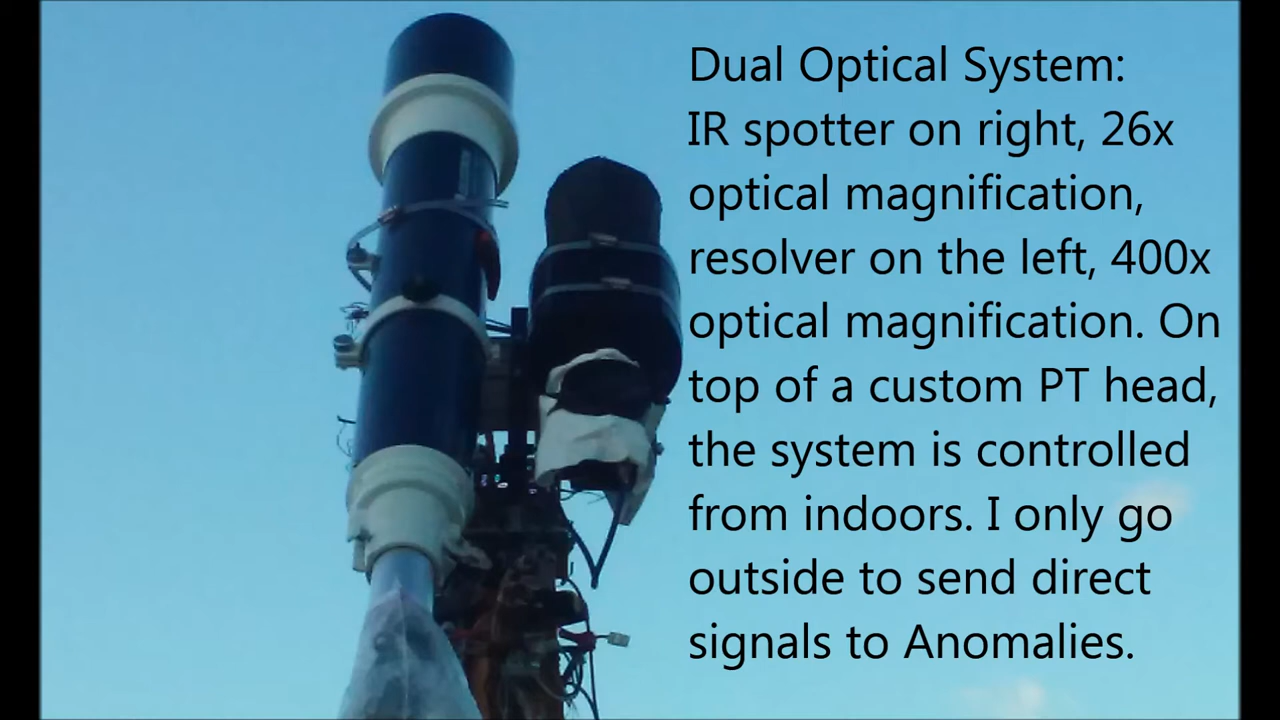 Dual Optical System:
IR spotter on right, 26x
optical magnification,
resolver on the left, 400x
optical magnification. On
top of a custom PT head,
the system is controlled
from indoors. I only go
outside to send direct
signals to Anomalies.